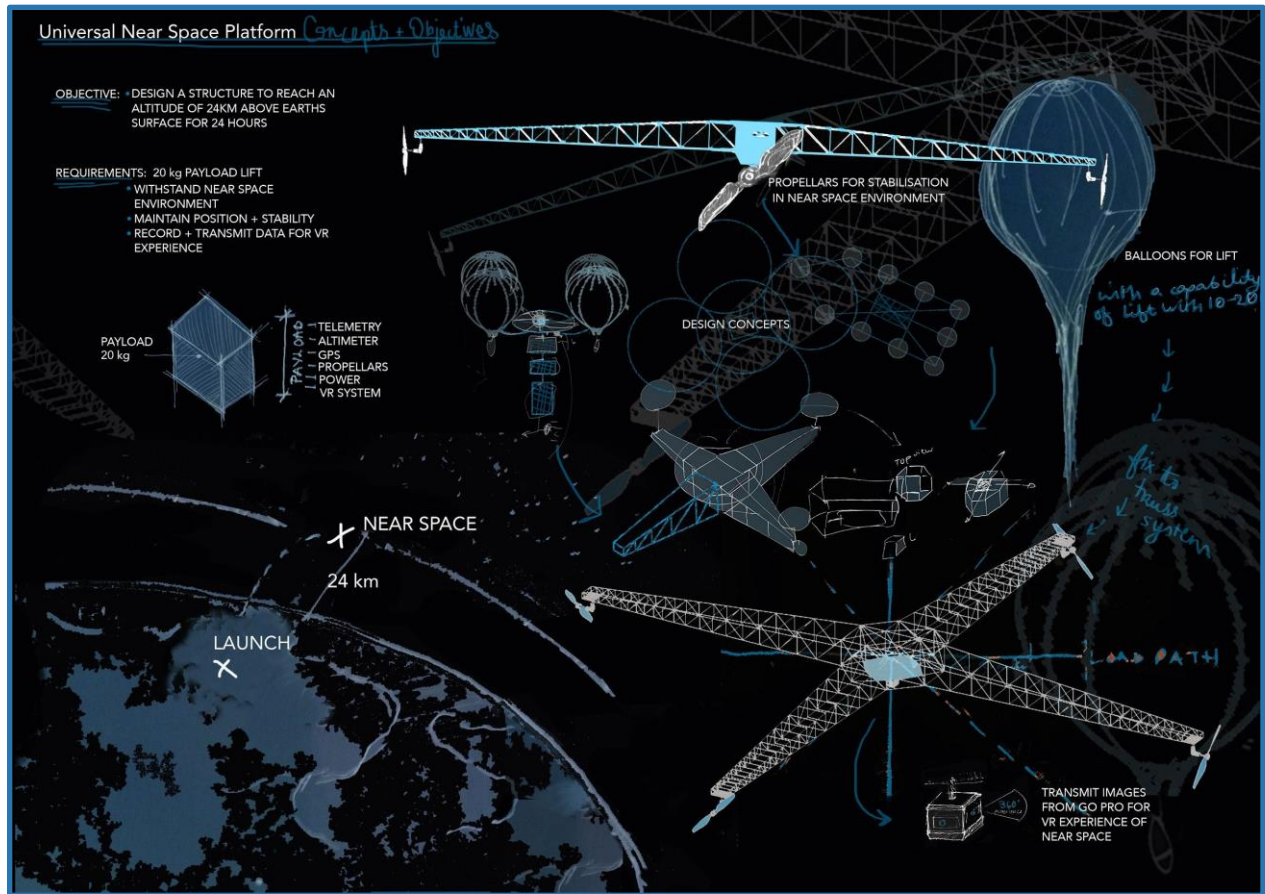 Universal Near Space Platform Concepts + Objectives
OBJECTIVE: • DESIGN A STRUCTURE TO REACH AN
ALTITUDE OF 24KM ABOVE EARTHS
SURFACE FOR 24 HOURS
REQUIREMENTS: 20 kg PAYLOAD LIFT
• WITHSTAND NEAR SPACE
ENVIRONMENT
• MAINTAIN POSITION + STABILITY
• RECORD + TRANSMIT DATA FOR VR
EXPERIENCE
PROPELLARS FOR STABILISATION
IN NEAR SPACE ENVIRONMENT
BALLOONS FOR LIFT
with a capability
of lift with 10-20
DESIGN CONCEPTS
PAYLOAD
20 kg
PAYLOAD
TELEMETRY
ALTIMETER
GPS
PROPELLARS
POWER
VR SYSTEM
Top view
fix to
truss
system
NEAR SPACE
24 km
LAUNCH
LOAD PATH
360°
TRANSMIT IMAGES
FROM GO PRO FOR
VR EXPERIENCE OF
NEAR SPACE